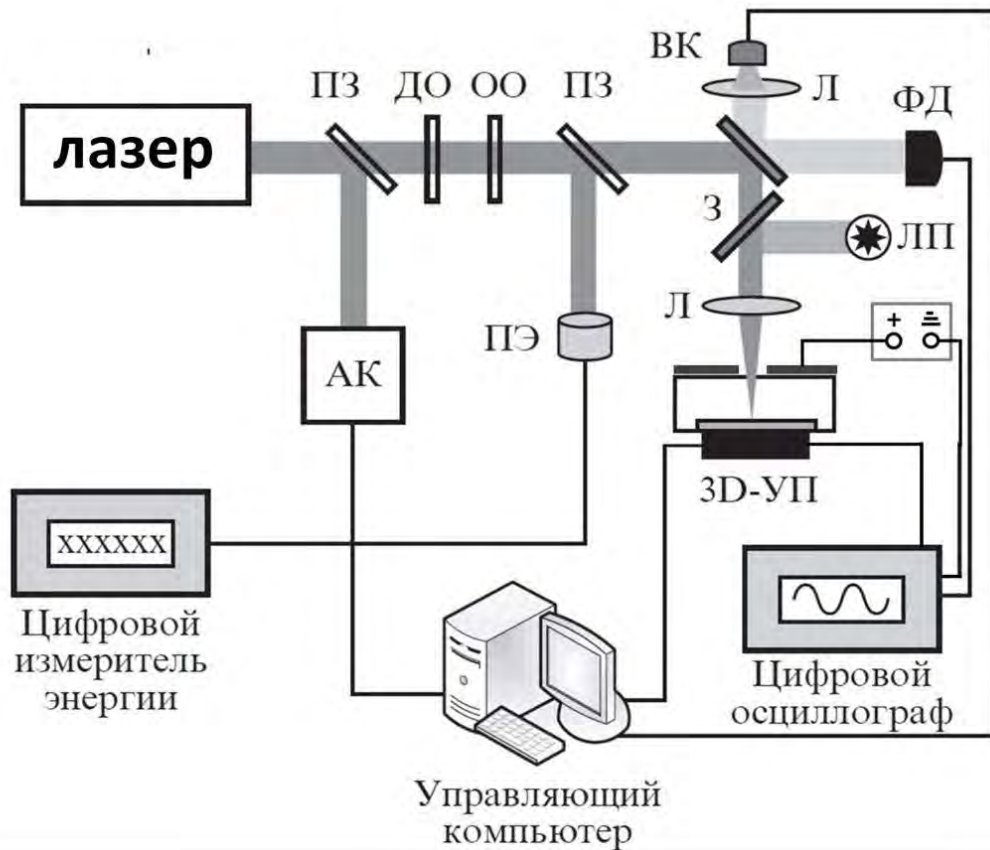 ВК
Л
ПЗ
ДО
ОО
ПЗ
ФД
лазер
З
ЛП
Л
ПЭ
+
АК
3D-УП
XXXXXX
Цифровой
измеритель
энергии
Цифровой
осциллограф
Управляющий
компьютер